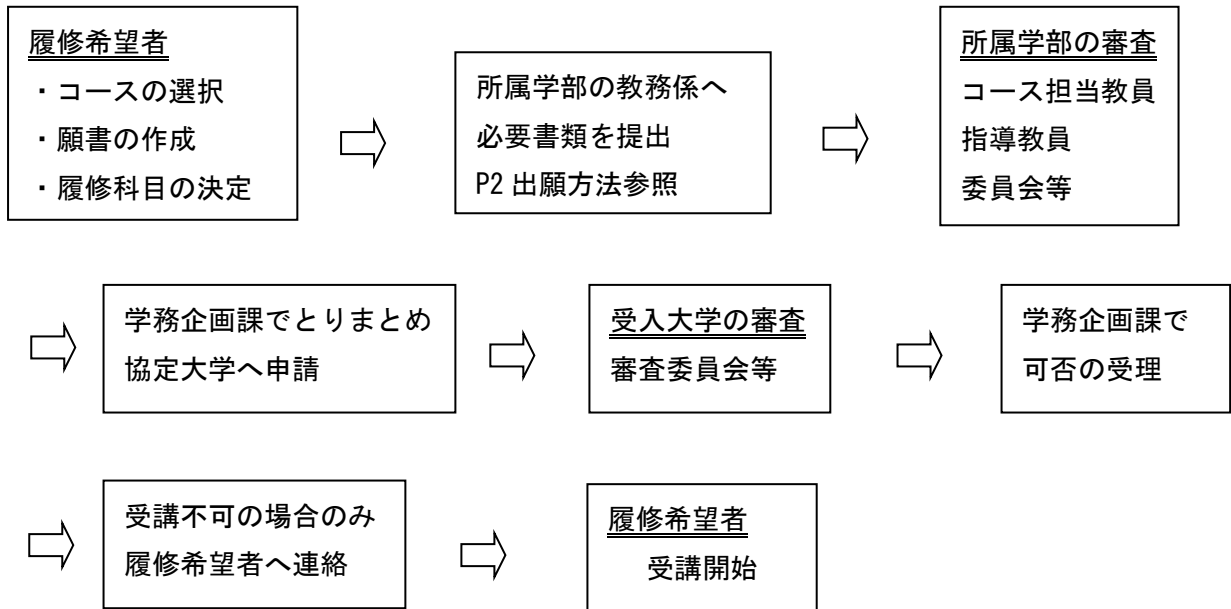 履修希望者
・コースの選択
・願書の作成
・履修科目の決定
所属学部の教務係へ
必要書類を提出
P2 出願方法参照
所属学部の審査
コース担当教員
指導教員
委員会等
学務企画課でとりまとめ
協定大学へ申請
受入大学の審査
審査委員会等
学務企画課で
可否の受理
受講不可の場合のみ
履修希望者へ連絡
履修希望者
受講開始